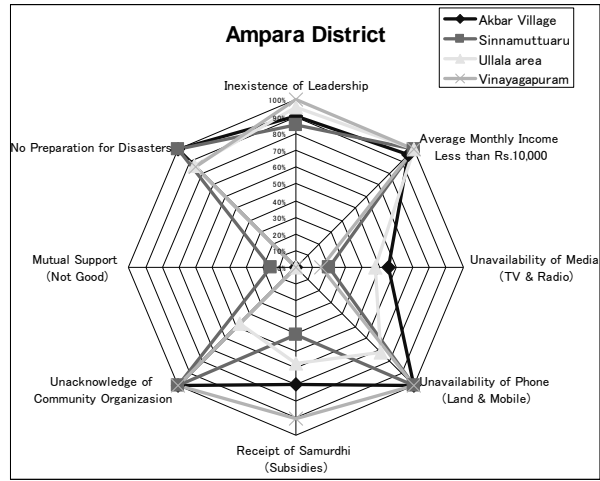 Ampara District
Akbar Village
Sinnamuttuaru
Ullala area
Vinayagapuram
Inexistence of Leadership
100%
90%
80%
70%
60%
50%
40%
30%
20%
10%
No Preparation for Disasters
Average Monthly Income
Less than Rs.10,000
Mutual Support
(Not Good)
Unavailability of Media
(TV & Radio)
Unacknowledge of
Community Organization
Unavailability of Phone
(Land & Mobile)
Receipt of Samurdhi
(Subsidies)